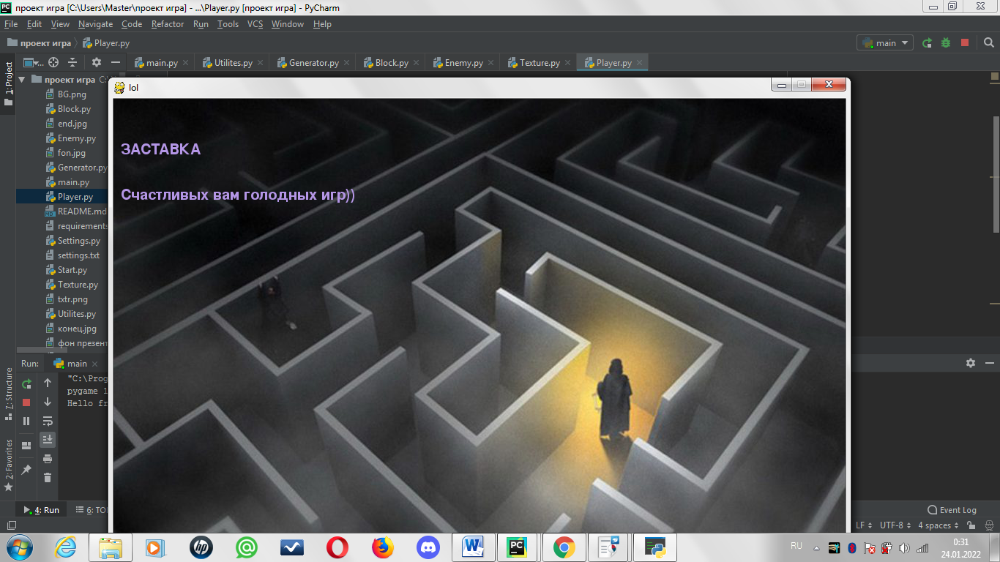 проект игра [C:\Users\Master\проект игра] - ...\Player.py [проект игра] - PyCharm
File Edit View Navigate Code Refactor Run Tools VCS Window Help
проект игра Player.py
main
1: Project
main.py Utilites.py Generator.py Block.py Enemy.py Texture.py Player.py
проект игра
BG.png
Block.py
end.jpg
Enemy.py
fon.jpg
Generator.py
main.py
Player.py
README.md
requirements
Settings.py
settings.txt
Start.py
Texture.py
txtr.png
Utilites.py
конец.jpg
фон презент
lol
ЗАСТАВКА
Счастливых вам голодных игр))
Run: main
"C:\Prog
pygame 1
Hello fr
7: Structure
2: Favorites
4: Run 6: TO
Event Log
LF UTF-8 4 spaces
RU
0:31
24.01.2022